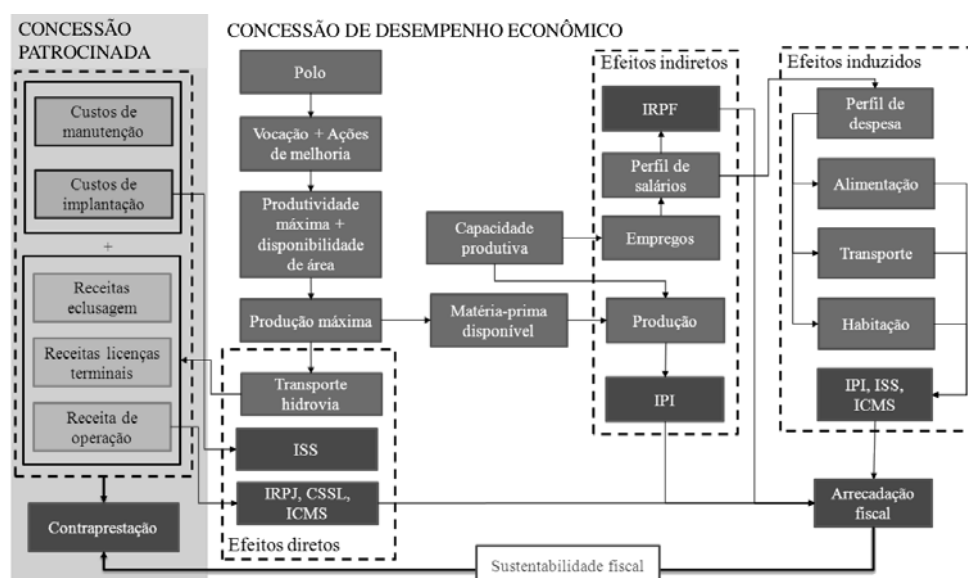 CONCESSÃO
PATROCINADA
Custos de
manutenção
Custos de
implantação
+
Receitas
eclusagem
Receitas licenças
terminais
Receita de
operação
Contraprestação
CONCESSÃO DE DESEMPENHO ECONÔMICO
Polo
Vocação + Ações
de melhoria
Produtividade
máxima +
disponibilidade
de área
Produção máxima
Transporte
hidrovia
ISS
IRPJ, CSSL,
ICMS
Efeitos diretos
Capacidade
produtiva
Matéria-prima
disponível
Efeitos indiretos
IRPF
Perfil de
salários
Empregos
Produção
IPI
Efeitos induzidos
Perfil de
despesa
Alimentação
Transporte
Habitação
IPI, ISS,
ICMS
Arrecadação
fiscal
Sustentabilidade fiscal